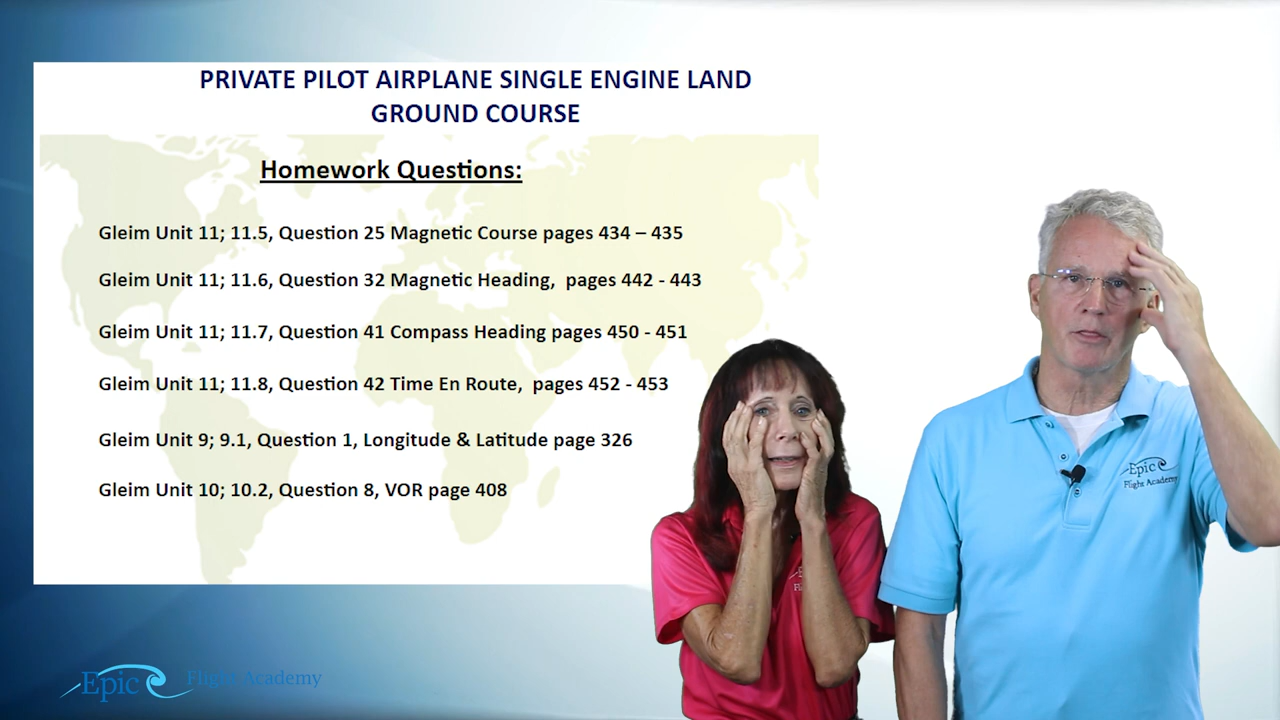 PRIVATE PILOT AIRPLANE SINGLE ENGINE LAND
GROUND COURSE
Homework Questions:
Gleim Unit 11; 11.5, Question 25 Magnetic Course pages 434 – 435
Gleim Unit 11; 11.6, Question 32 Magnetic Heading,  pages 442 - 443
Gleim Unit 11; 11.7, Question 41 Compass Heading pages 450 - 451
Gleim Unit 11; 11.8, Question 42 Time En Route,  pages 452 - 453
Gleim Unit 9; 9.1, Question 1, Longitude & Latitude page 326
Gleim Unit 10; 10.2, Question 8, VOR page 408
Epic
Flight Academy
Epic Flight Academy